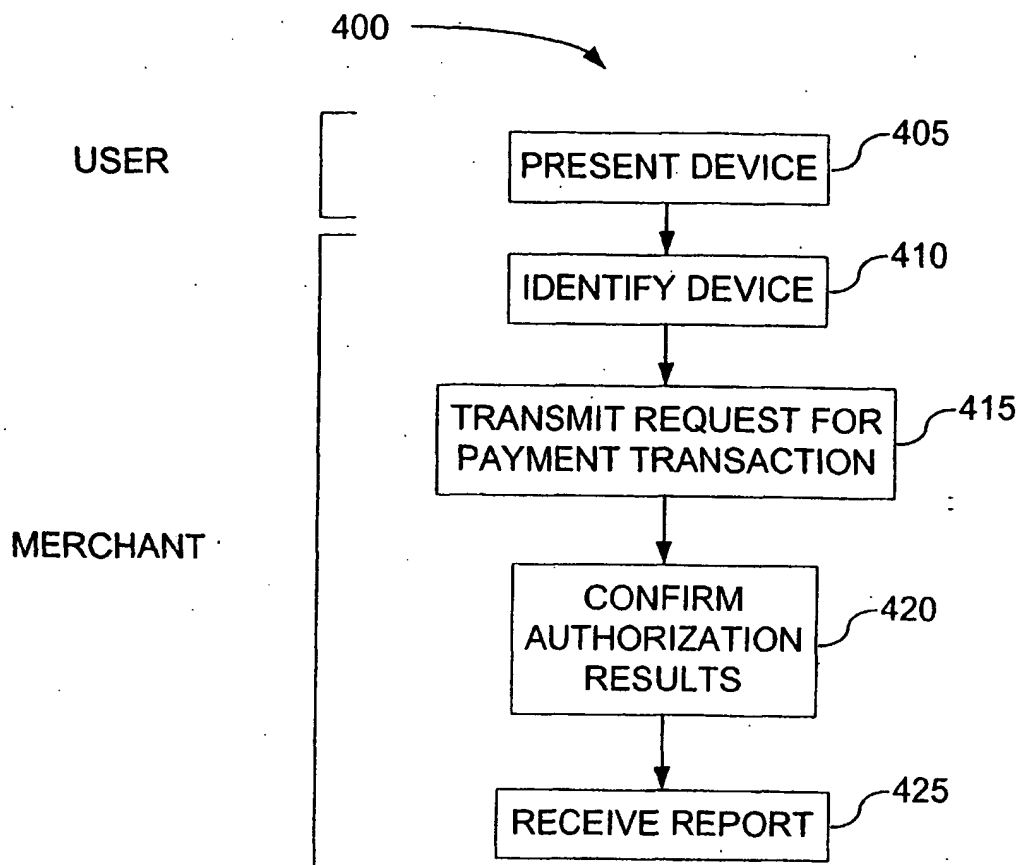 400
USER
PRESENT DEVICE
405
IDENTIFY DEVICE
410
TRANSMIT REQUEST FOR
PAYMENT TRANSACTION
415
MERCHANT
CONFIRM
AUTHORIZATION
RESULTS
420
RECEIVE REPORT
425